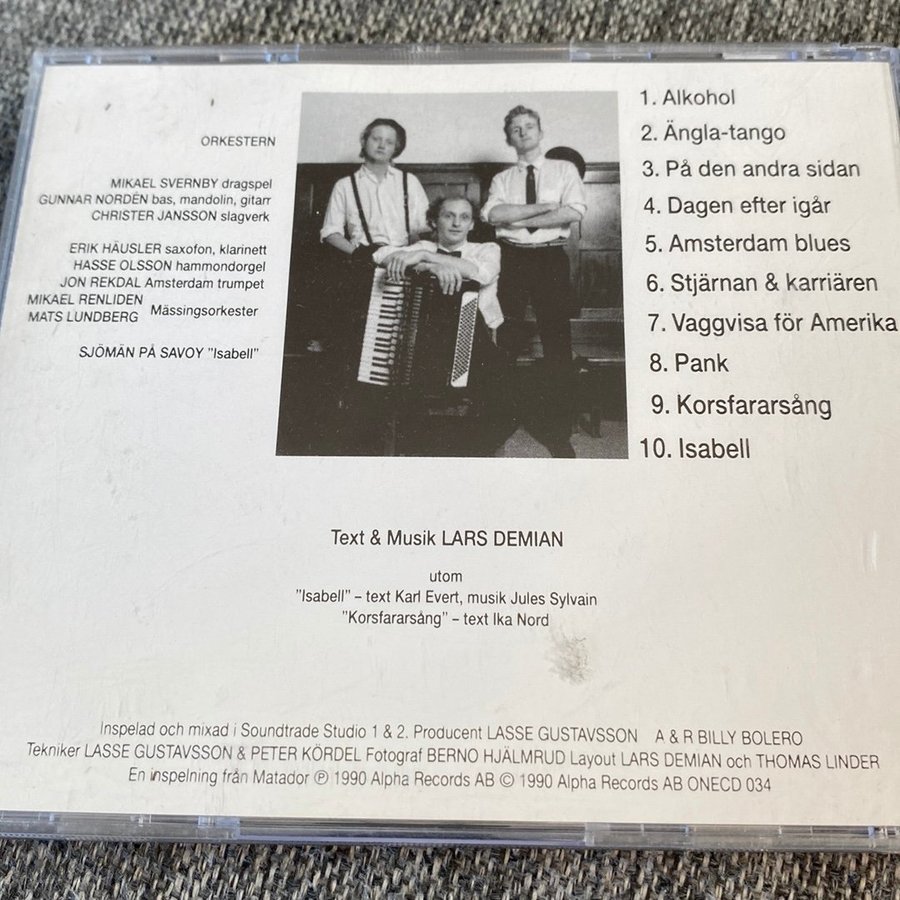 ORKESTERN
MIKAEL SVERNBY dragspel
GUNNAR NORDÉN bas, mandolin, gitarr
CHRISTER JANSSON slagverk
ERIK HÄUSLER saxofon, klarinett
HASSE OLSSON hammondorgel
JON REKDAL Amsterdam trumpet
MIKAEL RENLIDEN
MATS LUNDBERG
Mässingsorkester
SJÖMÄN PÅ SAVOY ”Isabell”
1. Alkohol
2. Ängla-tango
3. På den andra sidan
4. Dagen efter igår
5. Amsterdam blues
6. Stjärnan & karriären
7. Vaggvisa för Amerika
8. Pank
9. Korsfararsång
10. Isabell
Text & Musik LARS DEMIAN
utom
”Isabell” – text Karl Evert, musik Jules Sylvain
”Korsfararsång” – text Ika Nord
Inspelad och mixad i Soundtrade Studio 1 & 2. Producent LASSE GUSTAVSSON A & R BILLY BOLERO
Tekniker LASSE GUSTAVSSON & PETER KÖRDEL Fotograf BERNO HJÄLMRUD Layout LARS DEMIAN och THOMAS LINDER
En inspelning från Matador ℗ 1990 Alpha Records AB © 1990 Alpha Records AB ONECD 034